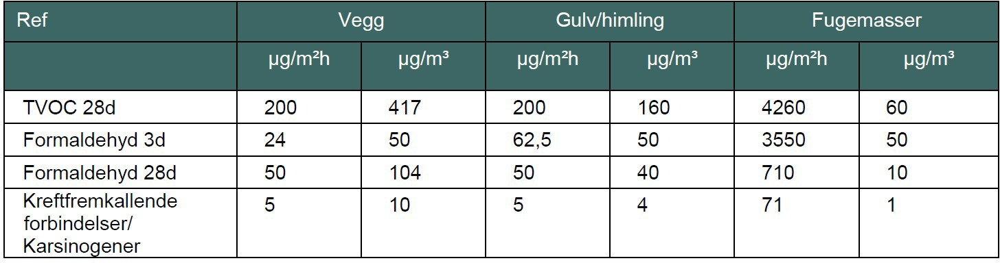 Ref Vegg Gulv/himling Fugemasser
µg/m²h µg/m³ µg/m²h µg/m³ µg/m²h µg/m³
TVOC 28d 200 417 200 160 4260 60
Formaldehyd 3d 24 50 62,5 50 3550 50
Formaldehyd 28d 50 104 50 40 710 10
Kreftfremkallende 5 10 5 4 71 1
forbindelser/
Karsinogener